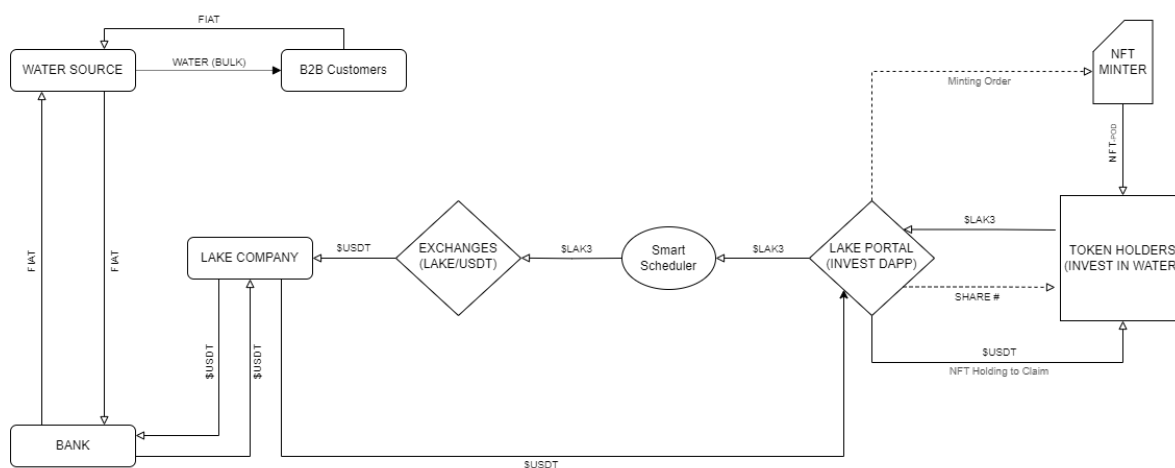 FIAT
WATER SOURCE
WATER (BULK)
B2B Customers
NFT
MINTER
Minting Order
NFT-POD
FIAT
FIAT
$LAK3
LAKE COMPANY
$USDT
EXCHANGES
(LAKE/USDT)
$LAK3
Smart
Scheduler
$LAK3
LAKE PORTAL
(INVEST DAPP)
TOKEN HOLDERS
(INVEST IN WATER
SHARE #
$USDT
$USDT
$USDT
NFT Holding to Claim
BANK
$USDT